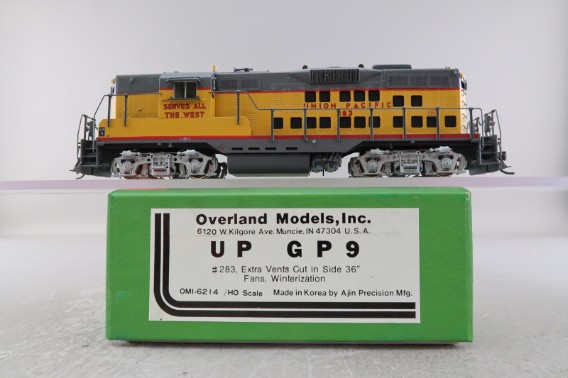 SERVES ALL
THE WEST
UNION PACIFIC
283
Overland Models, Inc.
6120 W. Kilgore Ave. Muncie, IN 47304 U.S.A.
UP GP9
#283, Extra Vents Cut in Side 36"
Fans, Winterization
OMI-6214 /HO Scale Made in Korea by Ajin Precision Mfg.